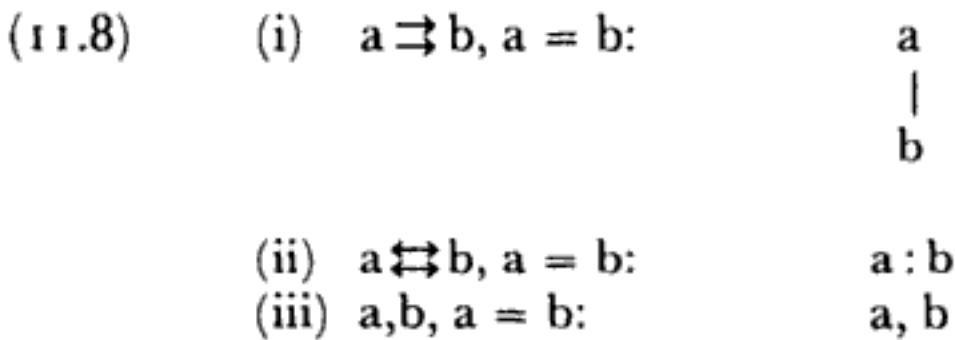 (11.8) (i) a ⇉ b, a = b: a
|
b
(ii) a ⇆ b, a = b: a : b
(iii) a,b, a = b: a, b